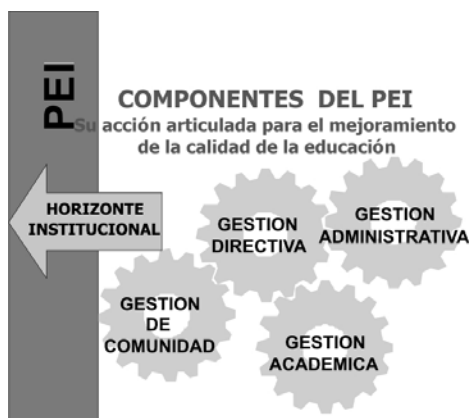 PEI
COMPONENTES DEL PEI
Su acción articulada para el mejoramiento
de la calidad de la educación
HORIZONTE
INSTITUCIONAL
GESTION
DIRECTIVA
GESTION
ADMINISTRATIVA
GESTION
DE
COMUNIDAD
GESTION
ACADEMICA